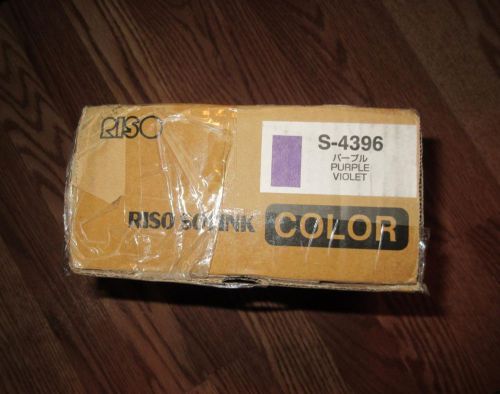 RISO
S-4396
パープル
PURPLE
VIOLET
RISO INK COLOR